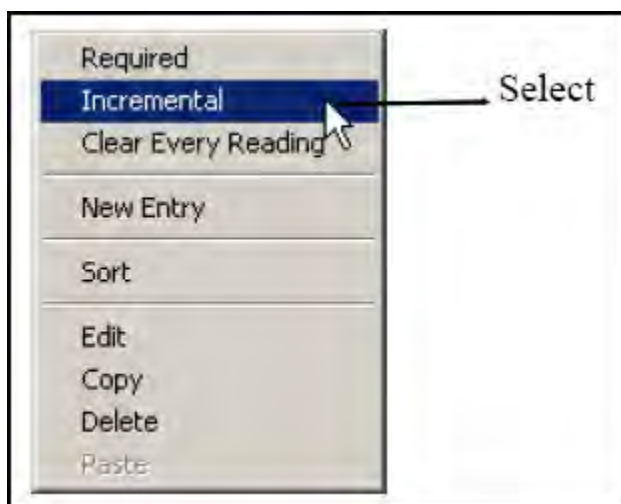 Required
Incremental
Select
Clear Every Reading
New Entry
Sort
Edit
Copy
Delete
Paste